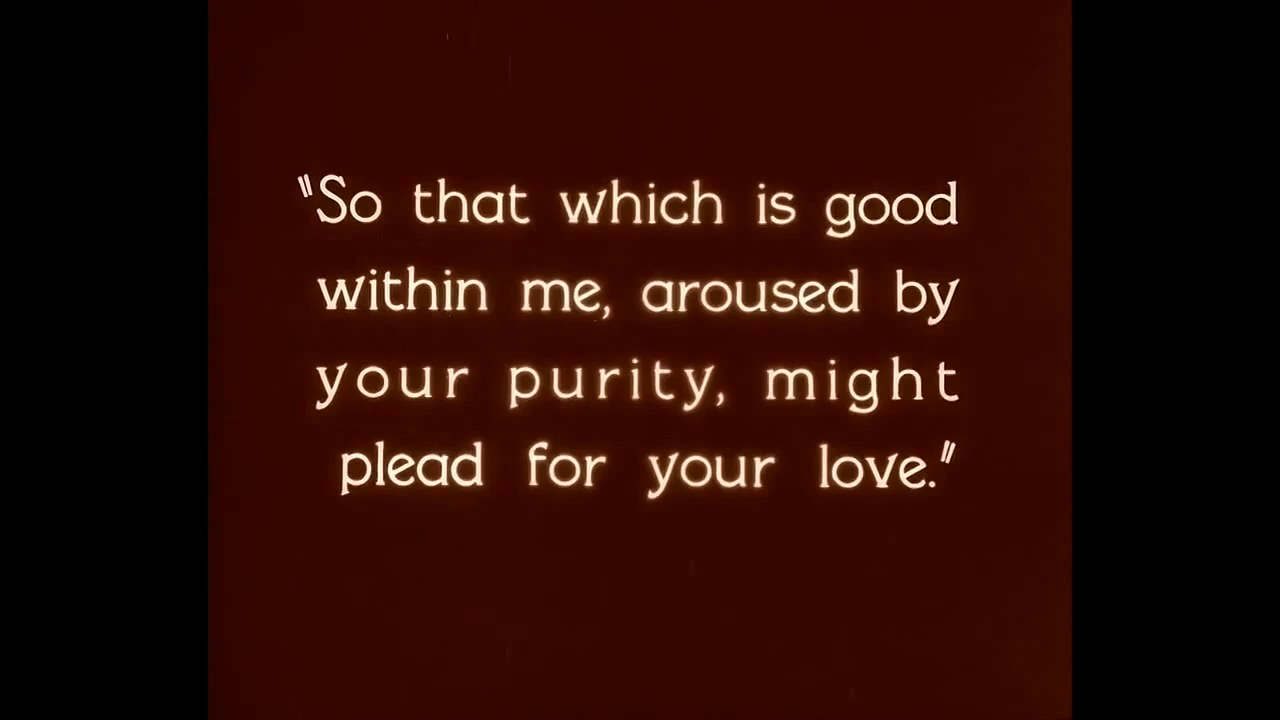 "So that which is good
within me, aroused by
your purity, might
plead for your love."